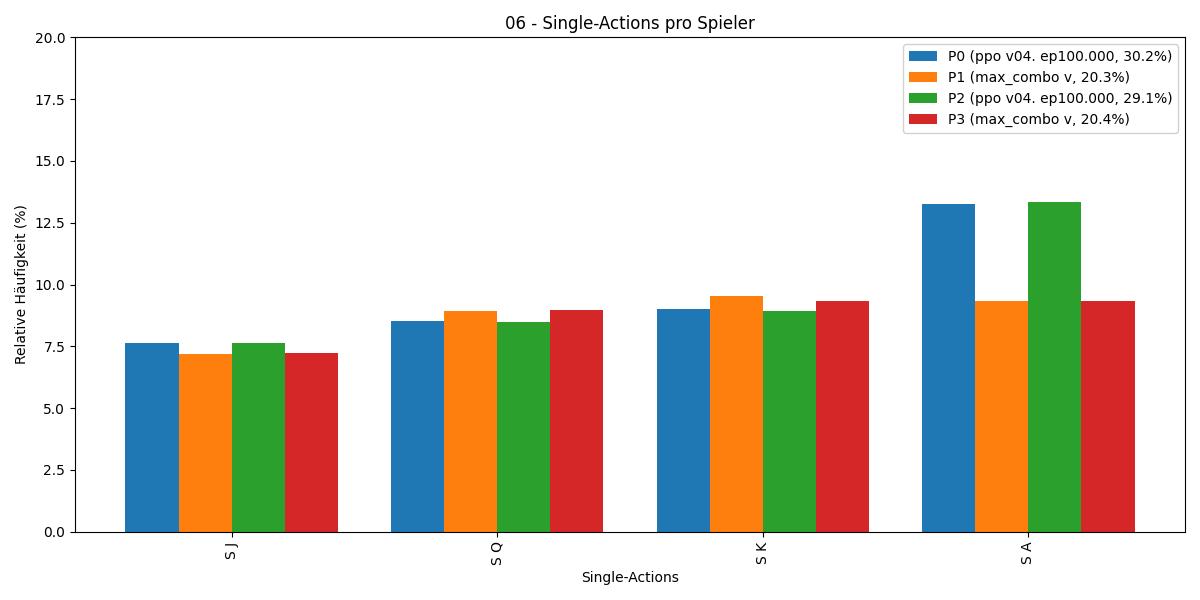 06 - Single-Actions pro Spieler
20.0
17.5
15.0
12.5
10.0
7.5
5.0
2.5
0.0
Relative Häufigkeit (%)
P0 (ppo v04. ep100.000, 30.2%)
P1 (max_combo v, 20.3%)
P2 (ppo v04. ep100.000, 29.1%)
P3 (max_combo v, 20.4%)
S J
S Q
S K
S A
Single-Actions